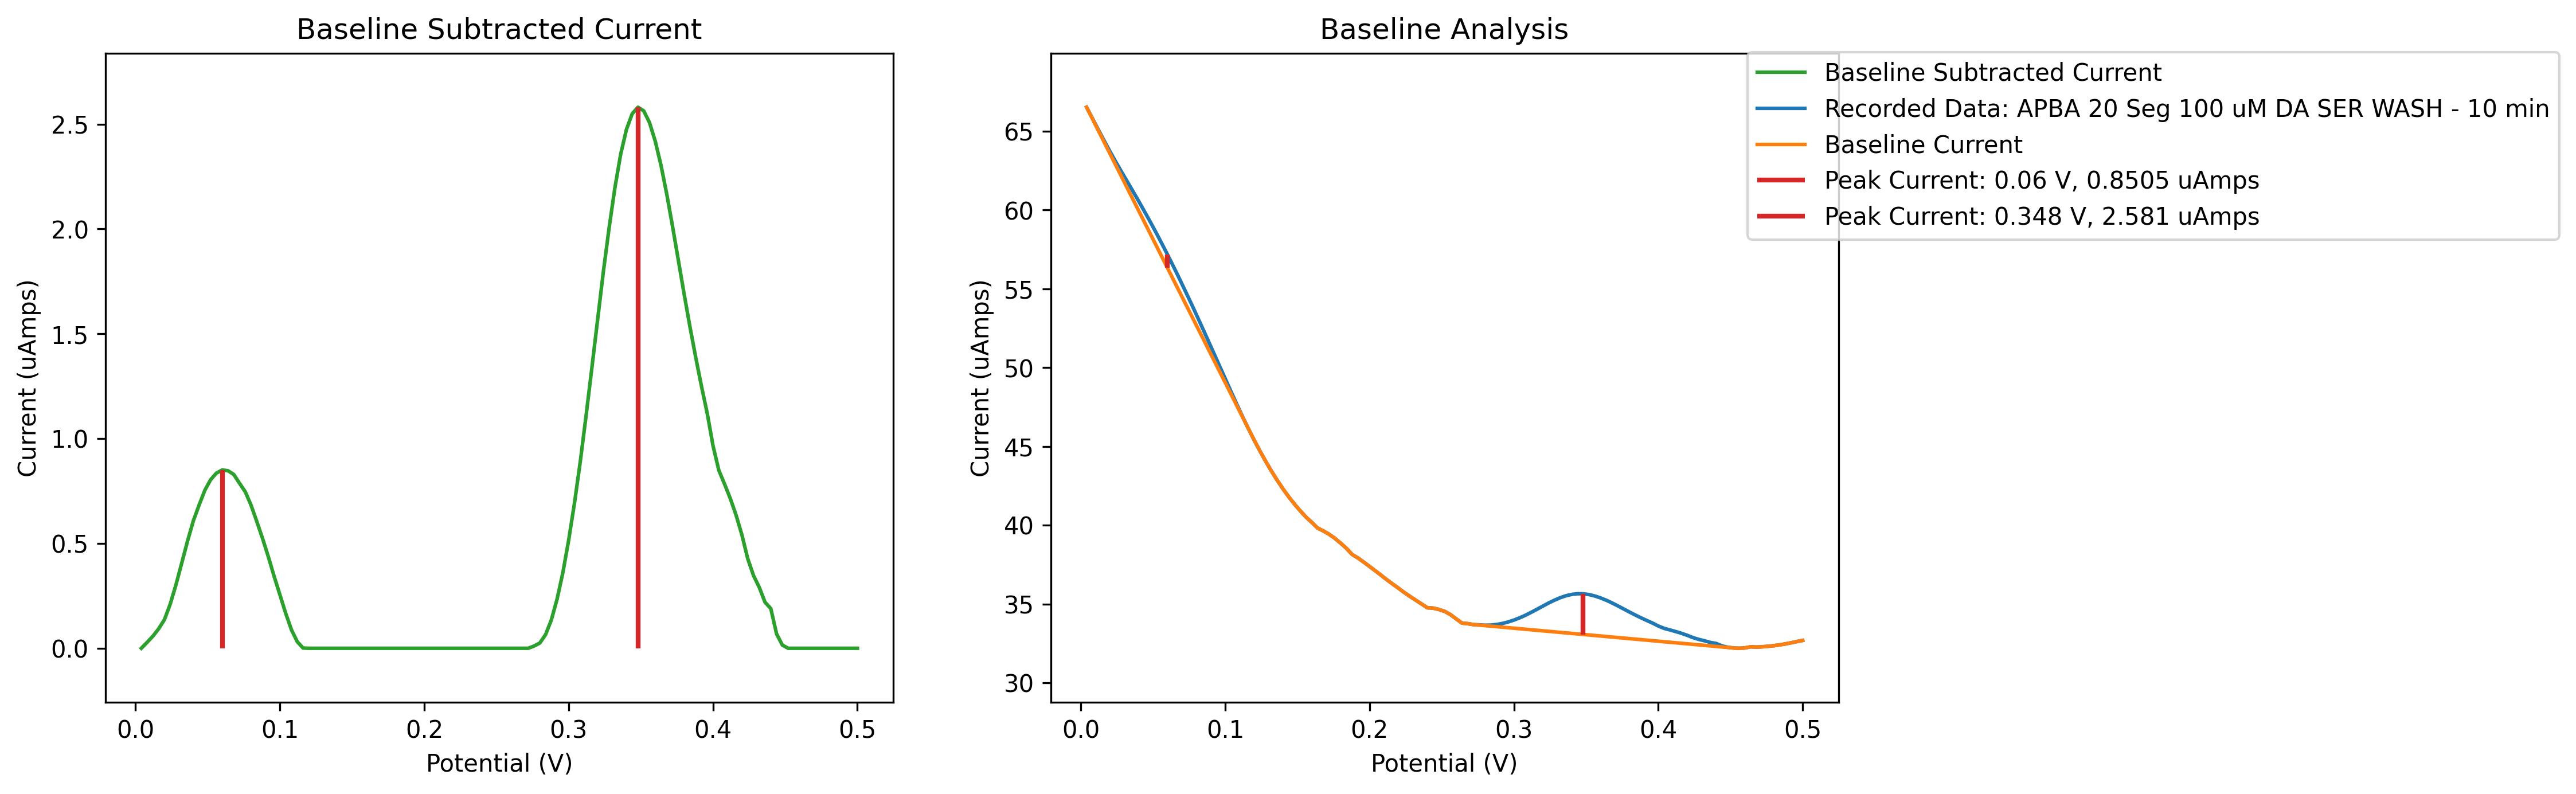 Baseline Subtracted Current
Current (uAmps)
2.5
2.0
1.5
1.0
0.5
0.0
0.0 0.1 0.2 0.3 0.4 0.5
Potential (V)
Baseline Analysis
Current (uAmps)
65
60
55
50
45
40
35
30
0.0 0.1 0.2 0.3 0.4 0.5
Potential (V)
Baseline Subtracted Current
Recorded Data: APBA 20 Seg 100 uM DA SER WASH - 10 min
Baseline Current
Peak Current: 0.06 V, 0.8505 uAmps
Peak Current: 0.348 V, 2.581 uAmps